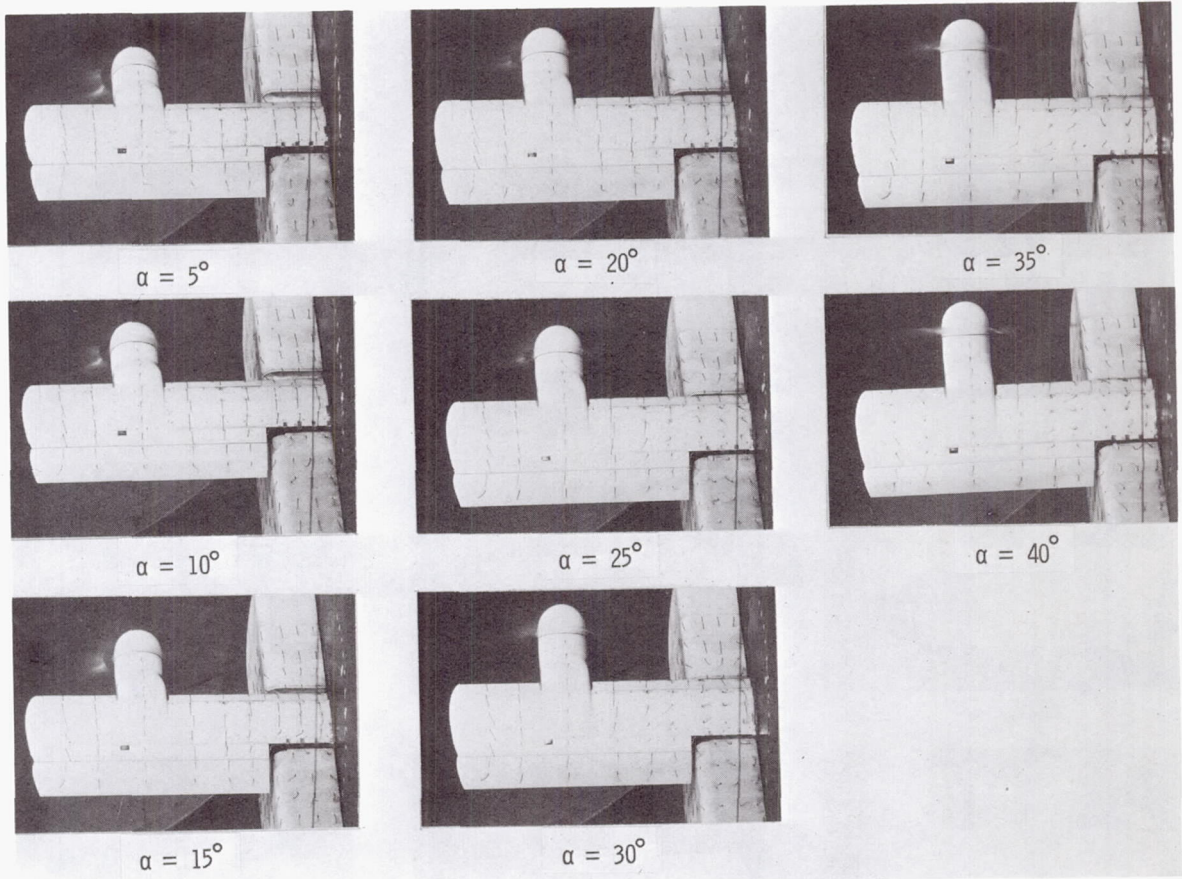 α = 5°
α = 20°
α = 35°
α = 10°
α = 25°
α = 40°
α = 15°
α = 30°